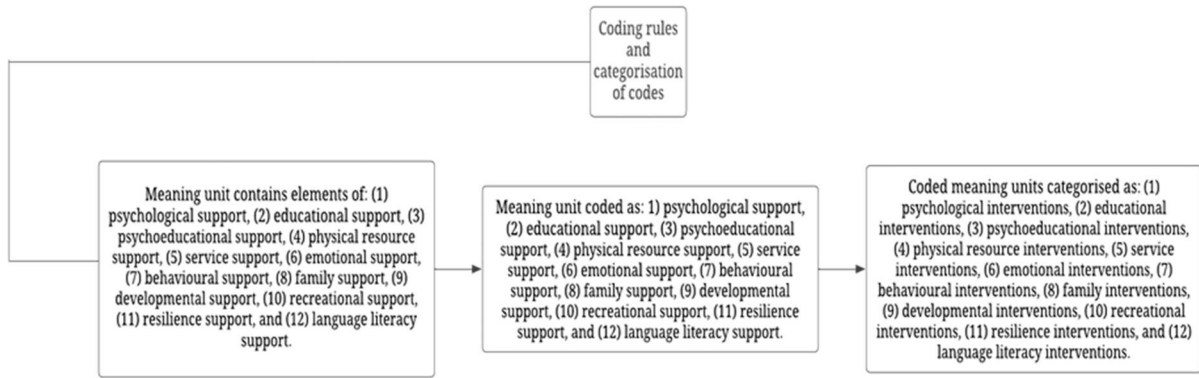 Coding rules
and
categorisation
of codes
Meaning unit contains elements of: (1)
psychological support, (2) educational support, (3)
psychoeducational support, (4) physical resource
support, (5) service support, (6) emotional support,
(7) behavioural support, (8) family support, (9)
developmental support, (10) recreational support,
(11) resilience support, and (12) language literacy
support.
Meaning unit coded as: 1) psychological support,
(2) educational support, (3) psychoeducational
support, (4) physical resource support, (5) service
support, (6) emotional support, (7) behavioural
support, (8) family support, (9) developmental
support, (10) recreational support, (11) resilience
support, and (12) language literacy support.
Coded meaning units categorised as: (1)
psychological interventions, (2) educational
interventions, (3) psychoeducational interventions,
(4) physical resource interventions, (5) service
interventions, (6) emotional interventions, (7)
behavioural interventions, (8) family interventions,
(9) developmental interventions, (10) recreational
interventions, (11) resilience interventions, and (12)
language literacy interventions.